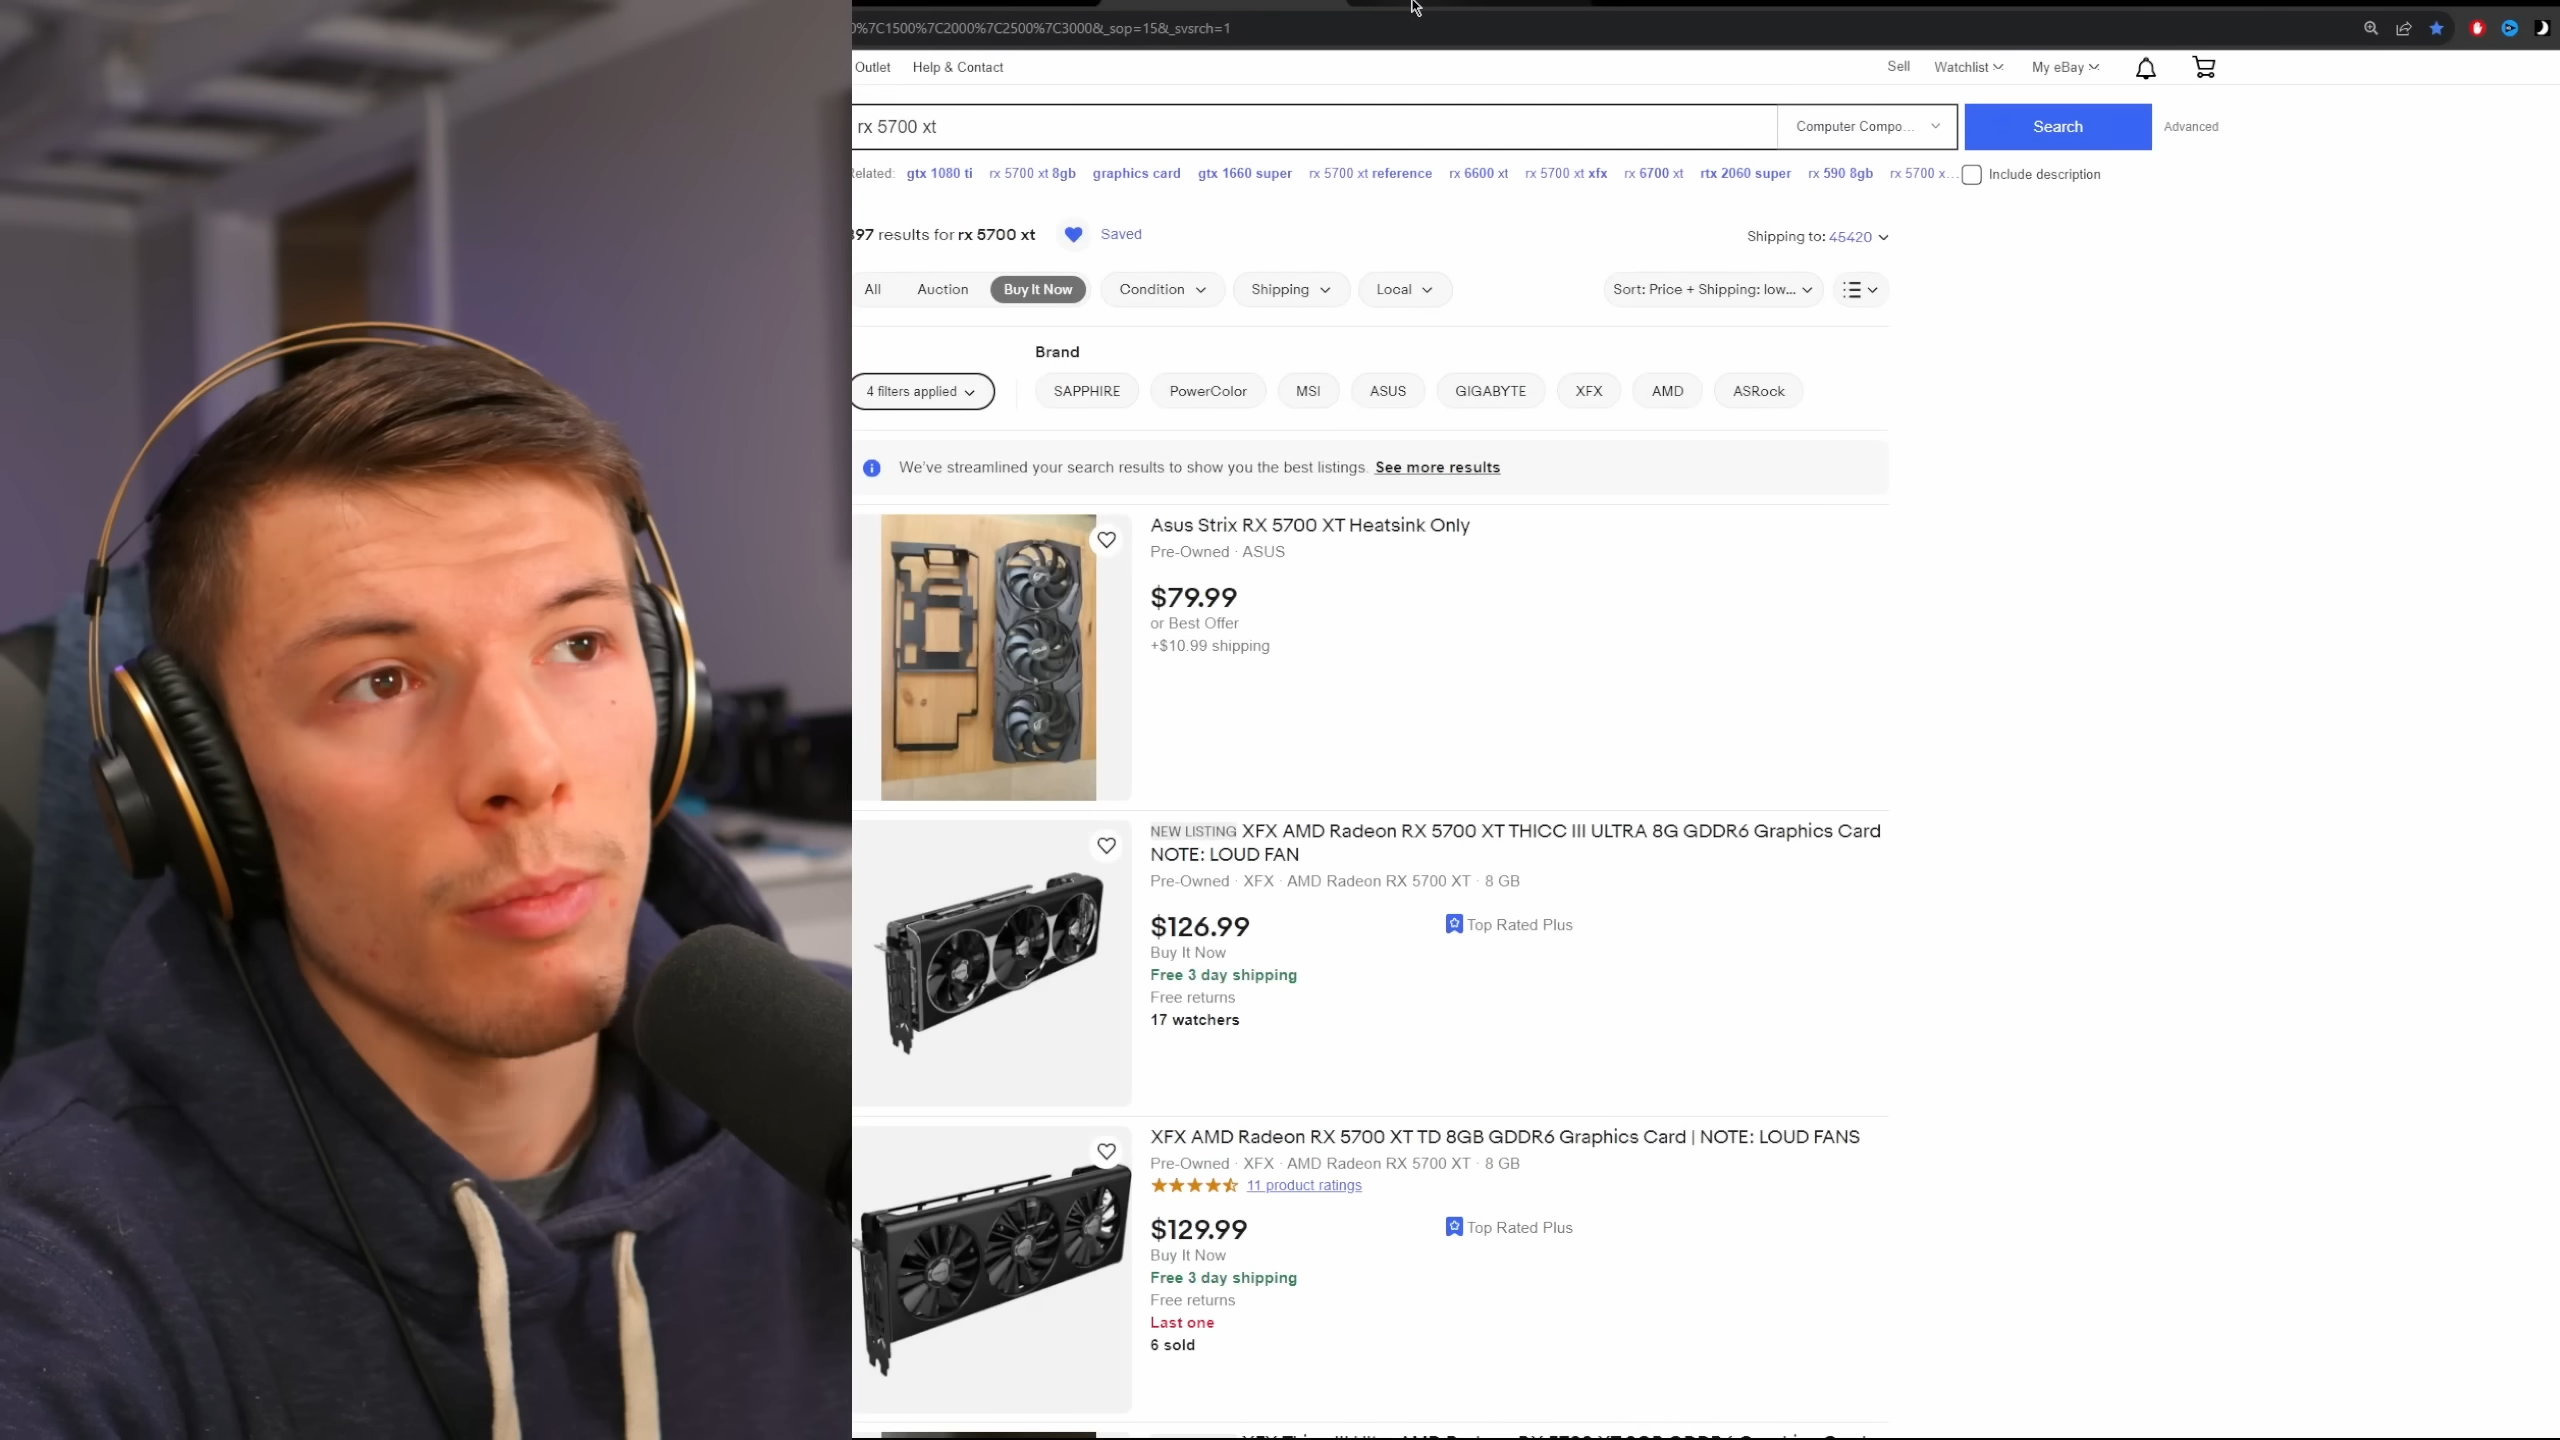 0%7C1500%7C2000%7C2500%7C3000&_sop=15&_svsrch=1
Outlet Help & Contact Sell Watchlist My eBay
rx 5700 xt Computer Compo... Search Advanced
elated: gtx 1080 ti rx 5700 xt 8gb graphics card gtx 1660 super rx 5700 xt reference rx 6600 xt rx 5700 xt xfx rx 6700 xt rtx 2060 super rx 590 8gb rx 5700 x... Include description
397 results for rx 5700 xt Saved Shipping to: 45420
All Auction Buy It Now Condition Shipping Local Sort: Price + Shipping: low...
Brand
4 filters applied SAPPHIRE PowerColor MSI ASUS GIGABYTE XFX AMD ASRock
We've streamlined your search results to show you the best listings. See more results
Asus Strix RX 5700 XT Heatsink Only
Pre-Owned · ASUS
$79.99
or Best Offer
+$10.99 shipping
NEW LISTING XFX AMD Radeon RX 5700 XT THICC III ULTRA 8G GDDR6 Graphics Card
NOTE: LOUD FAN
Pre-Owned · XFX · AMD Radeon RX 5700 XT · 8 GB
$126.99 Top Rated Plus
Buy It Now
Free 3 day shipping
Free returns
17 watchers
XFX AMD Radeon RX 5700 XT TD 8GB GDDR6 Graphics Card | NOTE: LOUD FANS
Pre-Owned · XFX · AMD Radeon RX 5700 XT · 8 GB
11 product ratings
$129.99 Top Rated Plus
Buy It Now
Free 3 day shipping
Free returns
Last one
6 sold